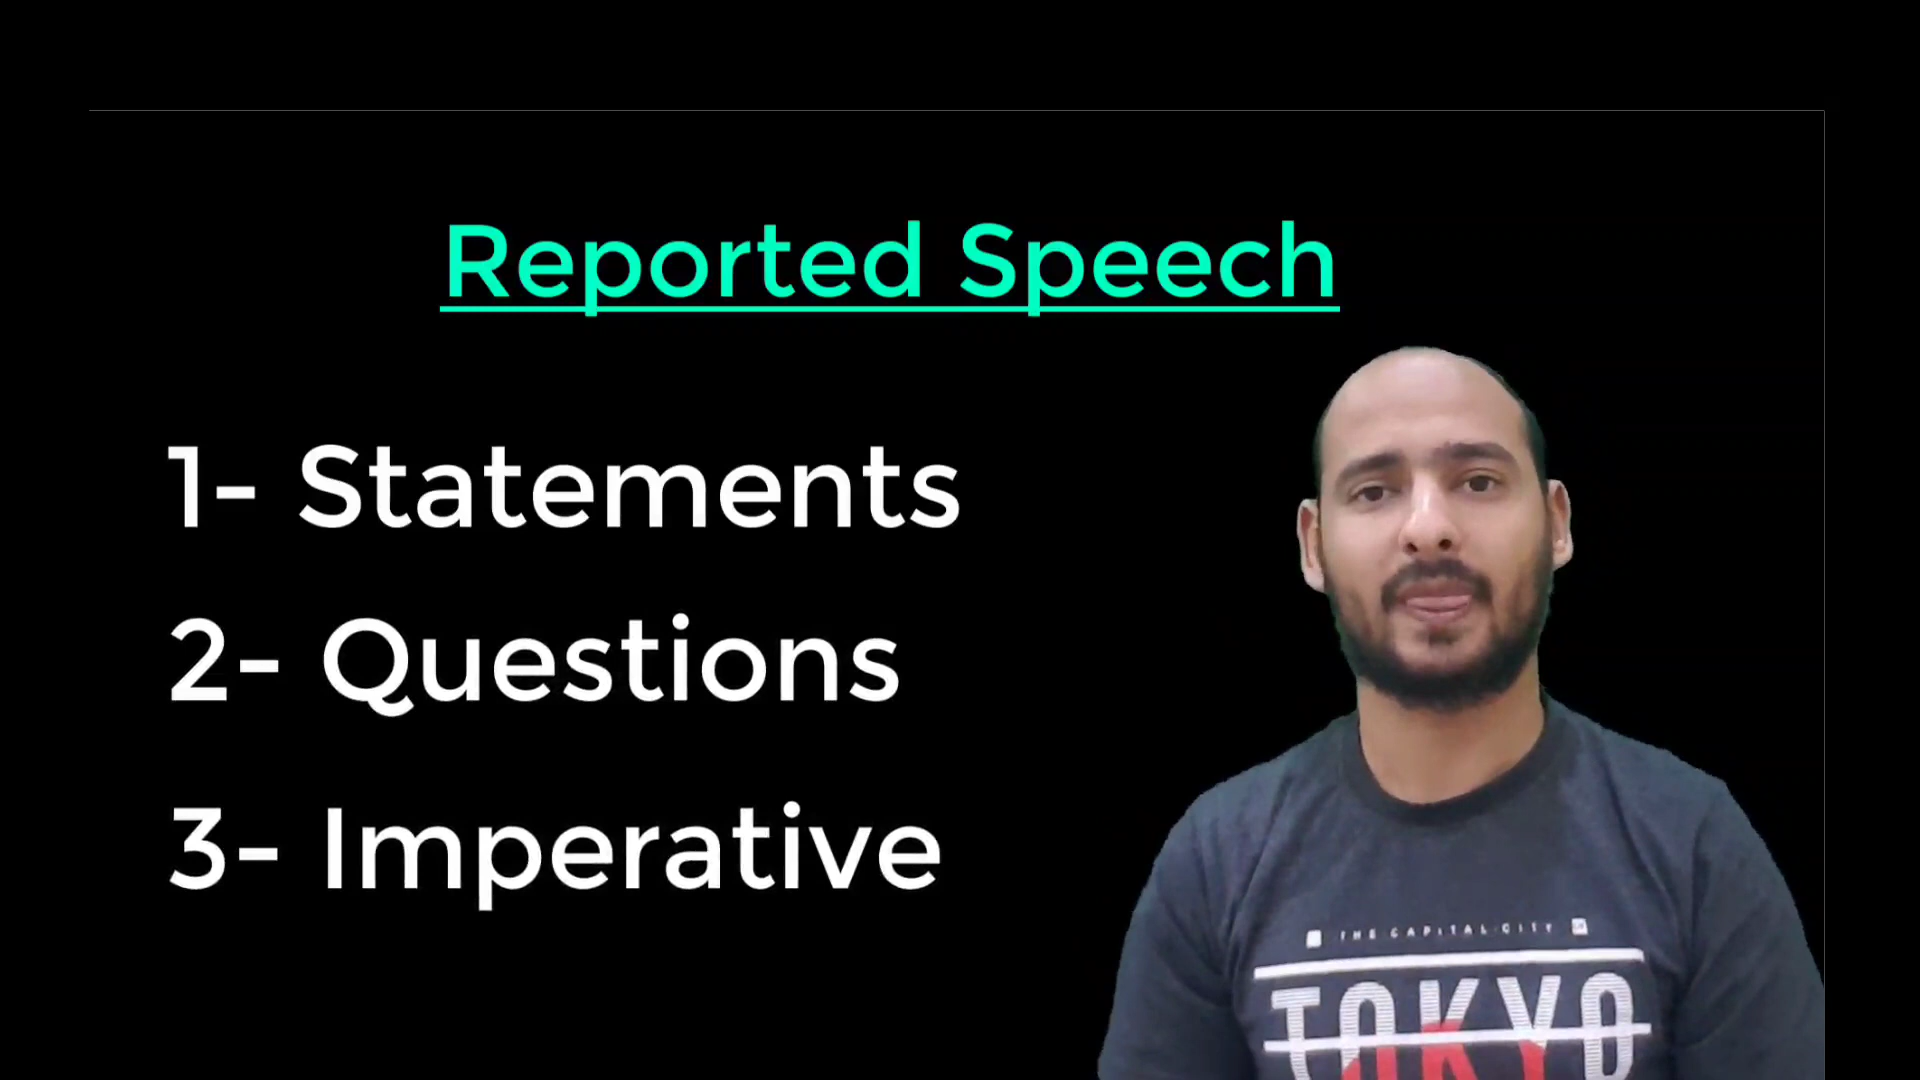 Reported Speech
1- Statements
2- Questions
3- Imperative
THE CAPITAL CITY
TOKYO